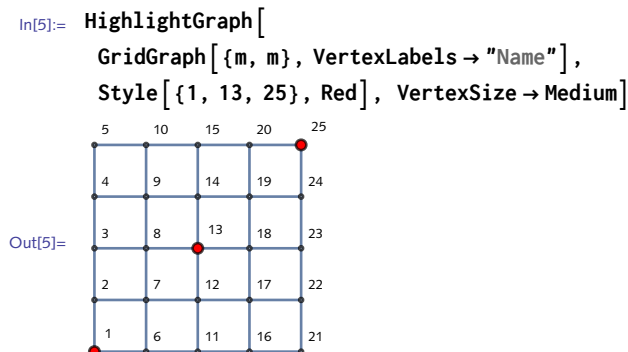 In[5]:= HighlightGraph[
GridGraph[{m, m}, VertexLabels → "Name"],
Style[{1, 13, 25}, Red], VertexSize → Medium]
Out[5]=
5 10 15 20 25
4 9 14 19 24
3 8 13 18 23
2 7 12 17 22
1 6 11 16 21